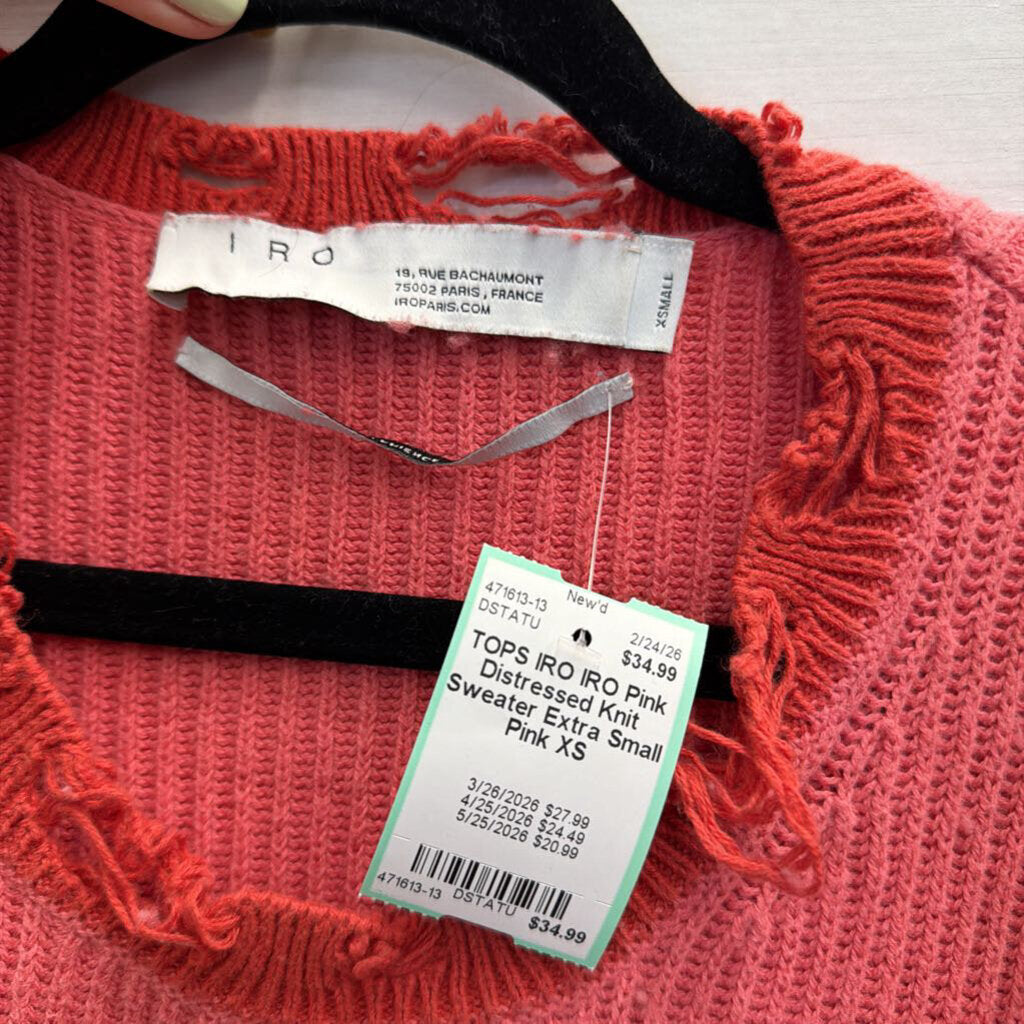 IRO
19, RUE BACHAUMONT
75002 PARIS, FRANCE
IROPARIS.COM
XSMALL
471613-13
DSTATU
New'd
2/24/26
$34.99
TOPS IRO IRO Pink
Distressed Knit
Sweater Extra Small
Pink XS
3/26/2026 $27.99
4/25/2026 $24.49
5/25/2026 $20.99
471613-13 DSTATU $34.99